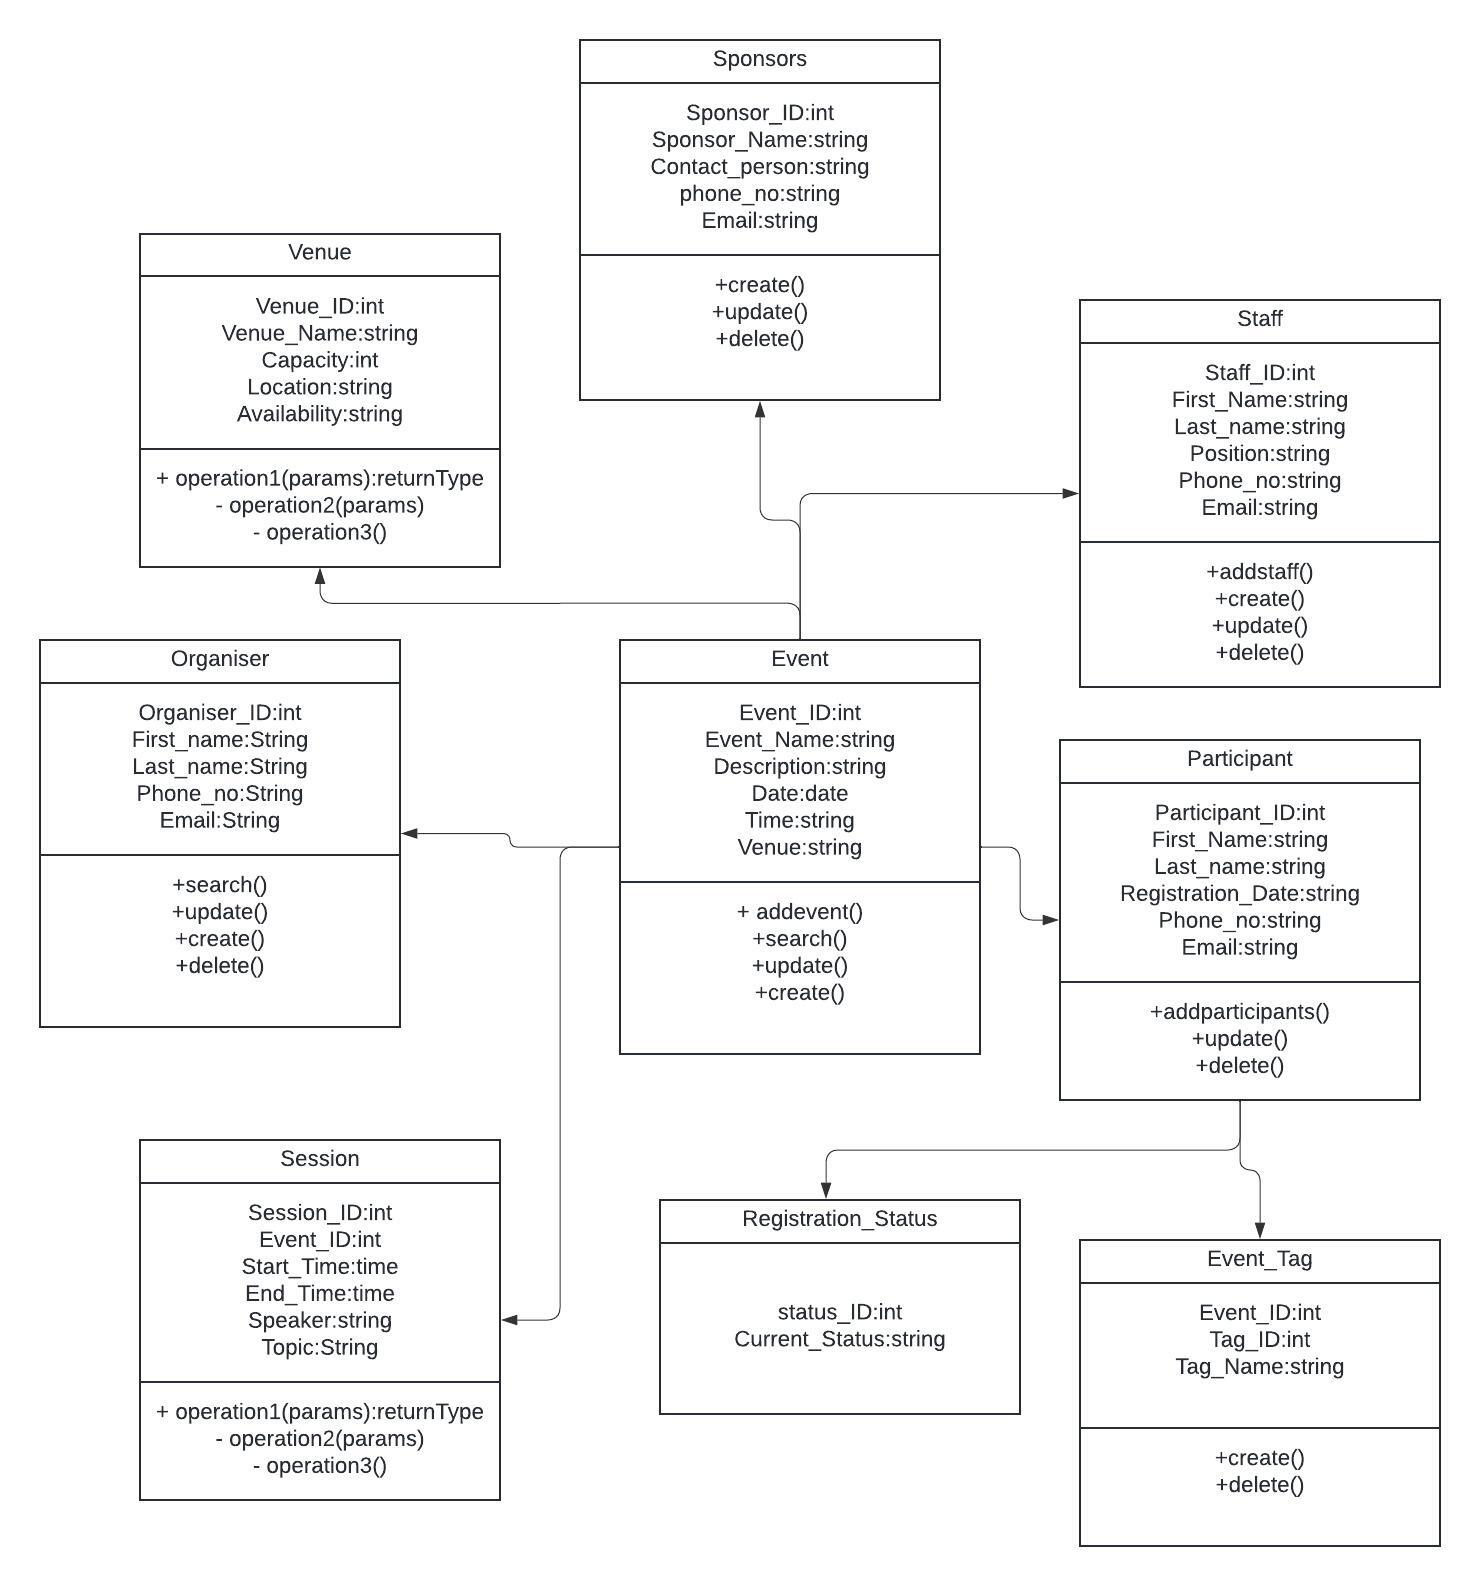 Sponsors
Sponsor_ID:int
Sponsor_Name:string
Contact_person:string
phone_no:string
Email:string
+create()
+update()
+delete()
Venue
Venue_ID:int
Venue_Name:string
Capacity:int
Location:string
Availability:string
+ operation1(params):returnType
- operation2(params)
- operation3()
Staff
Staff_ID:int
First_Name:string
Last_name:string
Position:string
Phone_no:string
Email:string
+addstaff()
+create()
+update()
+delete()
Organiser
Organiser_ID:int
First_name:String
Last_name:String
Phone_no:String
Email:String
+search()
+update()
+create()
+delete()
Event
Event_ID:int
Event_Name:string
Description:string
Date:date
Time:string
Venue:string
+ addevent()
+search()
+update()
+create()
Participant
Participant_ID:int
First_Name:string
Last_name:string
Registration_Date:string
Phone_no:string
Email:string
+addparticipants()
+update()
+delete()
Session
Session_ID:int
Event_ID:int
Start_Time:time
End_Time:time
Speaker:string
Topic:String
+ operation1(params):returnType
- operation2(params)
- operation3()
Registration_Status
status_ID:int
Current_Status:string
Event_Tag
Event_ID:int
Tag_ID:int
Tag_Name:string
+create()
+delete()